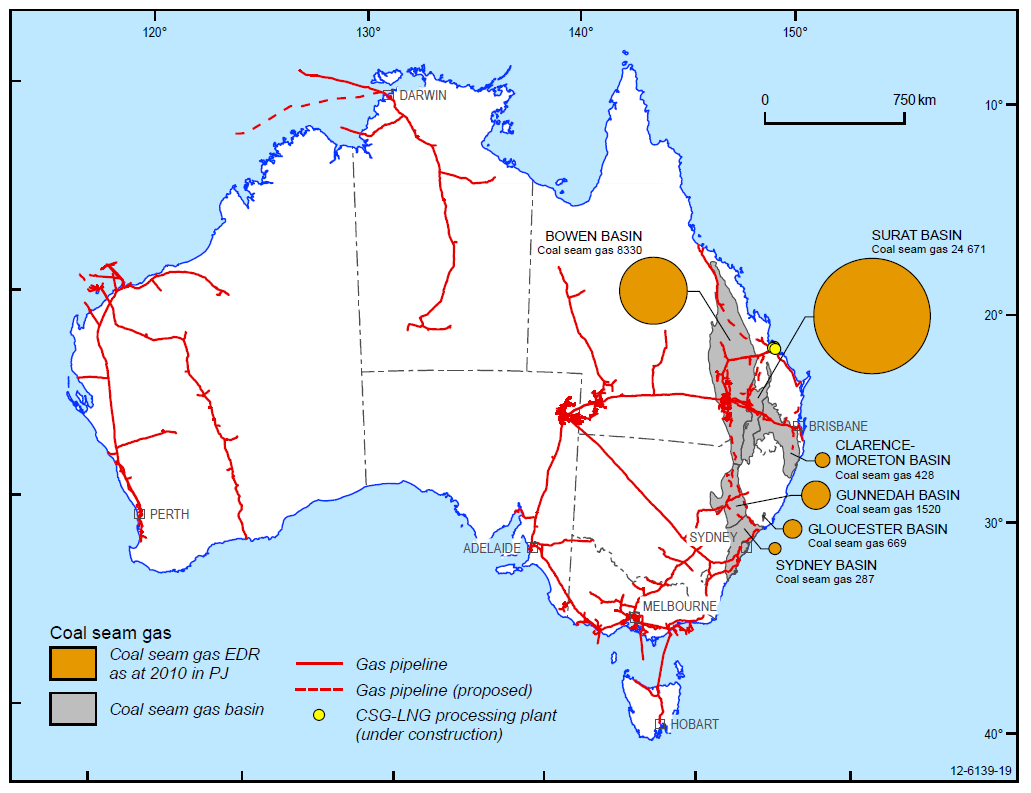 120°
130°
140°
150°
DARWIN
0
750 km
10°
BOWEN BASIN
Coal seam gas 8330
SURAT BASIN
Coal seam gas 24 671
20°
BRISBANE
CLARENCE-
MORETON BASIN
Coal seam gas 428
GUNNEDAH BASIN
Coal seam gas 1520
PERTH
30°
GLOUCESTER BASIN
Coal seam gas 669
SYDNEY
ADELAIDE
SYDNEY BASIN
Coal seam gas 287
MELBOURNE
Coal seam gas
Coal seam gas EDR
as at 2010 in PJ
Coal seam gas basin
Gas pipeline
Gas pipeline (proposed)
CSG-LNG processing plant
(under construction)
HOBART
40°
12-6139-19